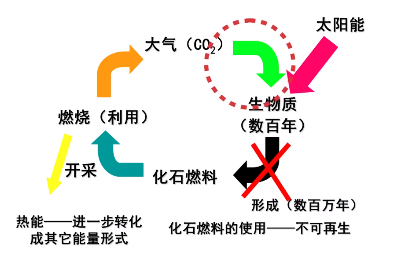 太阳能
大气（CO2）
生物质
（数百年）
燃烧（利用）
开采
化石燃料
形成（数百万年）
热能——进一步转化
成其它能量形式
化石燃料的使用——不可再生